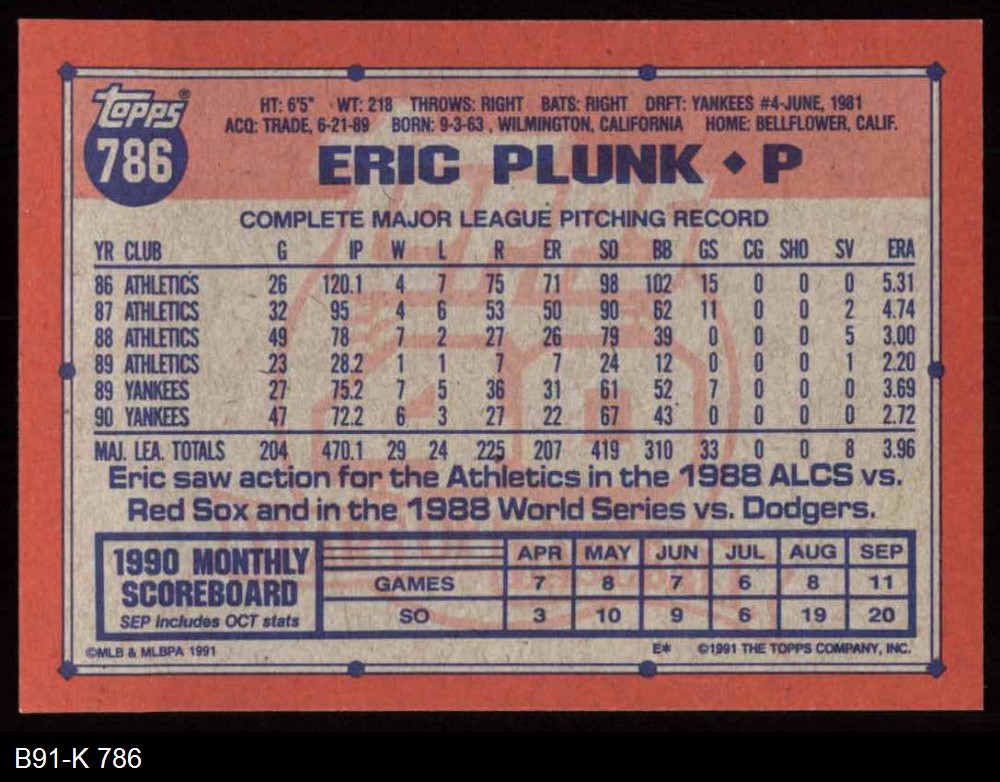 topps®
786
HT: 6'5" WT: 218 THROWS: RIGHT BATS: RIGHT DRFT: YANKEES #4-JUNE, 1981
ACQ: TRADE, 6-21-89 BORN: 9-3-63, WILMINGTON, CALIFORNIA HOME: BELLFLOWER, CALIF.
ERIC PLUNK ◆ P
COMPLETE MAJOR LEAGUE PITCHING RECORD
YR CLUB G IP W L R ER SO BB GS CG SHO SV ERA
86 ATHLETICS 26 120.1 4 7 75 71 98 102 15 0 0 0 5.31
87 ATHLETICS 32 95 4 6 53 50 90 62 11 0 0 2 4.74
88 ATHLETICS 49 78 7 2 27 26 79 39 0 0 0 5 3.00
89 ATHLETICS 23 28.2 1 1 7 7 24 12 0 0 0 1 2.20
89 YANKEES 27 75.2 7 5 36 31 61 52 7 0 0 0 3.69
90 YANKEES 47 72.2 6 3 27 22 67 43 0 0 0 0 2.72
MAJ. LEA. TOTALS 204 470.1 29 24 225 207 419 310 33 0 0 8 3.96
Eric saw action for the Athletics in the 1988 ALCS vs.
Red Sox and in the 1988 World Series vs. Dodgers.
1990 MONTHLY
SCOREBOARD
SEP Includes OCT stats
APR MAY JUN JUL AUG SEP
GAMES 7 8 7 6 8 11
SO 3 10 9 6 19 20
©MLB & MLBPA 1991 E* ©1991 THE TOPPS COMPANY, INC.
B91-K 786